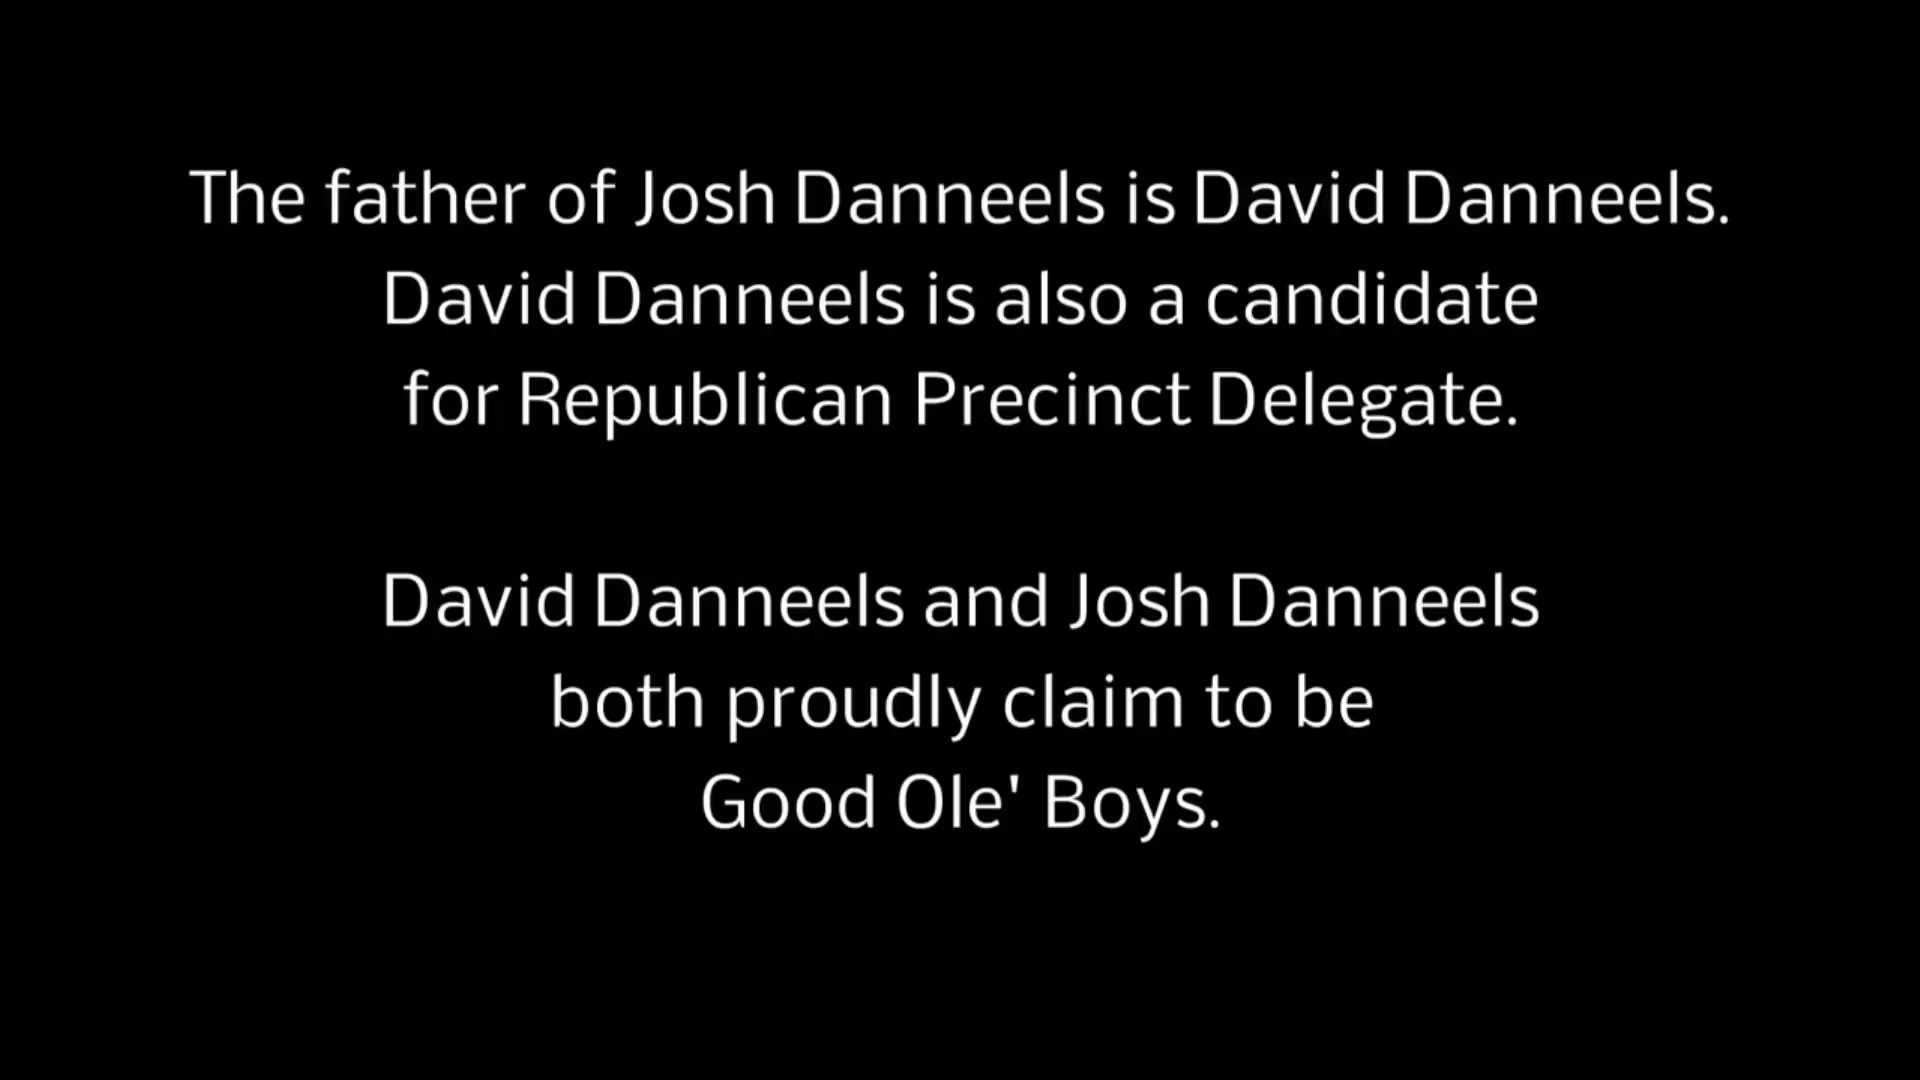 The father of Josh Danneels is David Danneels.
David Danneels is also a candidate
for Republican Precinct Delegate.
David Danneels and Josh Danneels
both proudly claim to be
Good Ole' Boys.